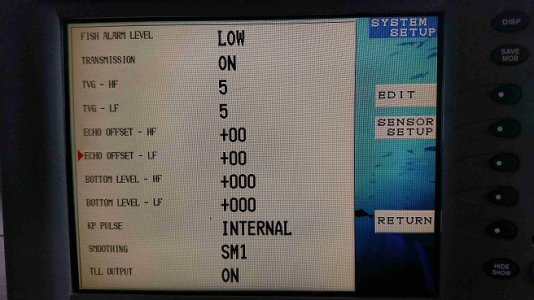 FISH ALARM LEVEL LOW
TRANSMISSION ON
TVG - HF 5
TVG - LF 5
ECHO OFFSET - HF +00
ECHO OFFSET - LF +00
BOTTOM LEVEL - HF +000
BOTTOM LEVEL - LF +000
KP PULSE INTERNAL
SMOOTHING SM1
TLL OUTPUT ON
SYSTEM
SETUP
EDIT
SENSOR
SETUP
RETURN
DISP
SAVE
MOB
HIDE
SHOW